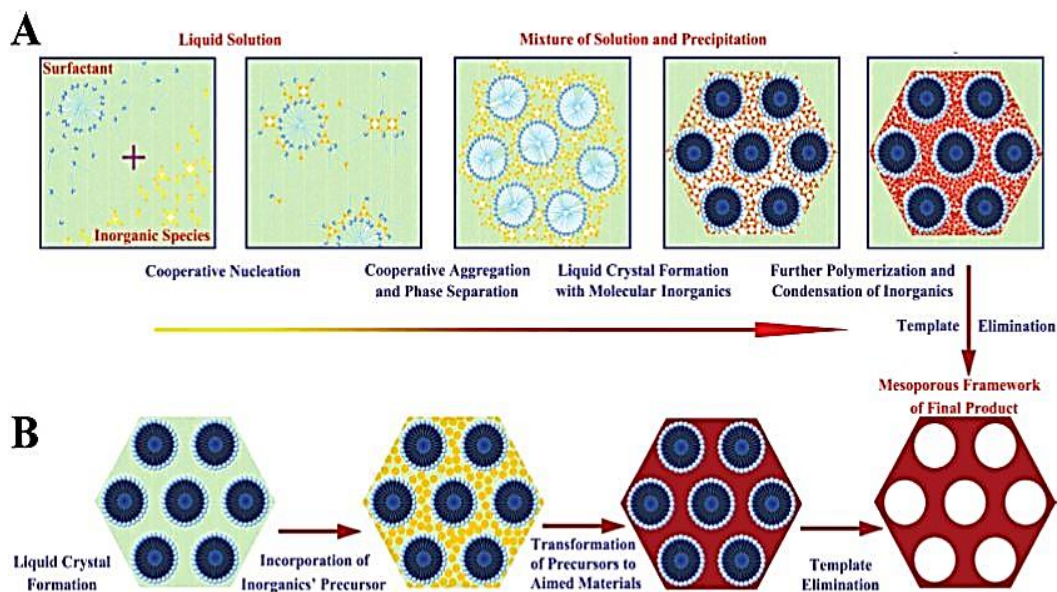 A
Liquid Solution
Mixture of Solution and Precipitation
Surfactant
Inorganic Species
Cooperative Nucleation
Cooperative Aggregation
and Phase Separation
Liquid Crystal Formation
with Molecular Inorganics
Further Polymerization and
Condensation of Inorganics
Template Elimination
Mesoporous Framework
of Final Product
B
Liquid Crystal
Formation
Incorporation of
Inorganics' Precursor
Transformation
of Precursors to
Aimed Materials
Template
Elimination